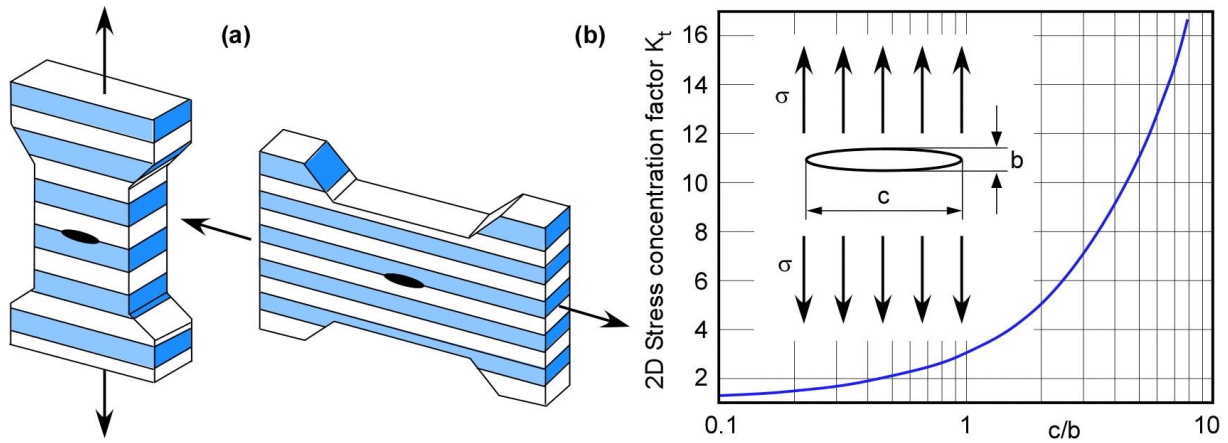 (a)
(b)
2D Stress concentration factor Kt
16
14
12
10
8
6
4
2
σ
b
c
σ
0.1
1
c/b
10